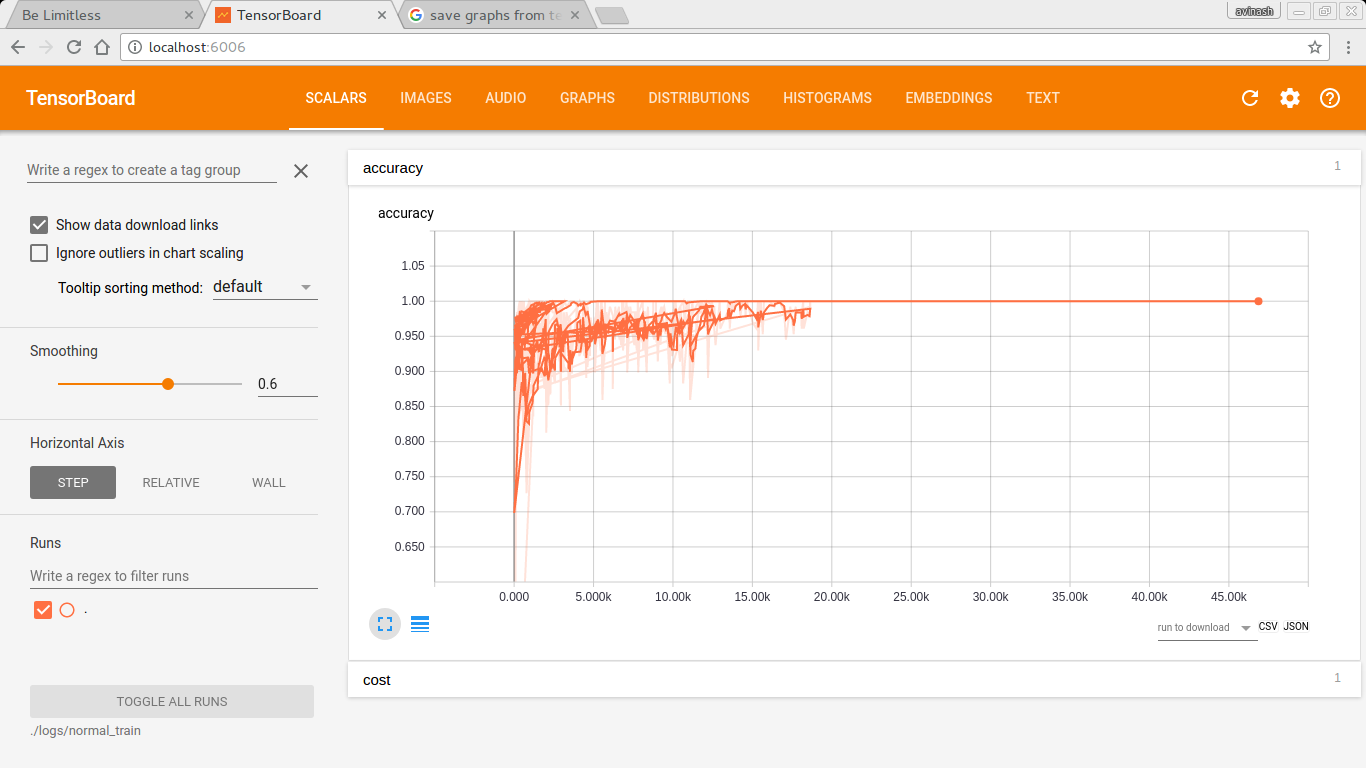 Be Limitless
TensorBoard
save graphs from te
avinash
localhost:6006
TensorBoard
SCALARS IMAGES AUDIO GRAPHS DISTRIBUTIONS HISTOGRAMS EMBEDDINGS TEXT
Write a regex to create a tag group
Show data download links
Ignore outliers in chart scaling
Tooltip sorting method: default
Smoothing
0.6
Horizontal Axis
STEP RELATIVE WALL
Runs
Write a regex to filter runs
.
TOGGLE ALL RUNS
./logs/normal_train
accuracy 1
accuracy
1.05
1.00
0.950
0.900
0.850
0.800
0.750
0.700
0.650
0.000 5.000k 10.00k 15.00k 20.00k 25.00k 30.00k 35.00k 40.00k 45.00k
run to download CSV JSON
cost 1